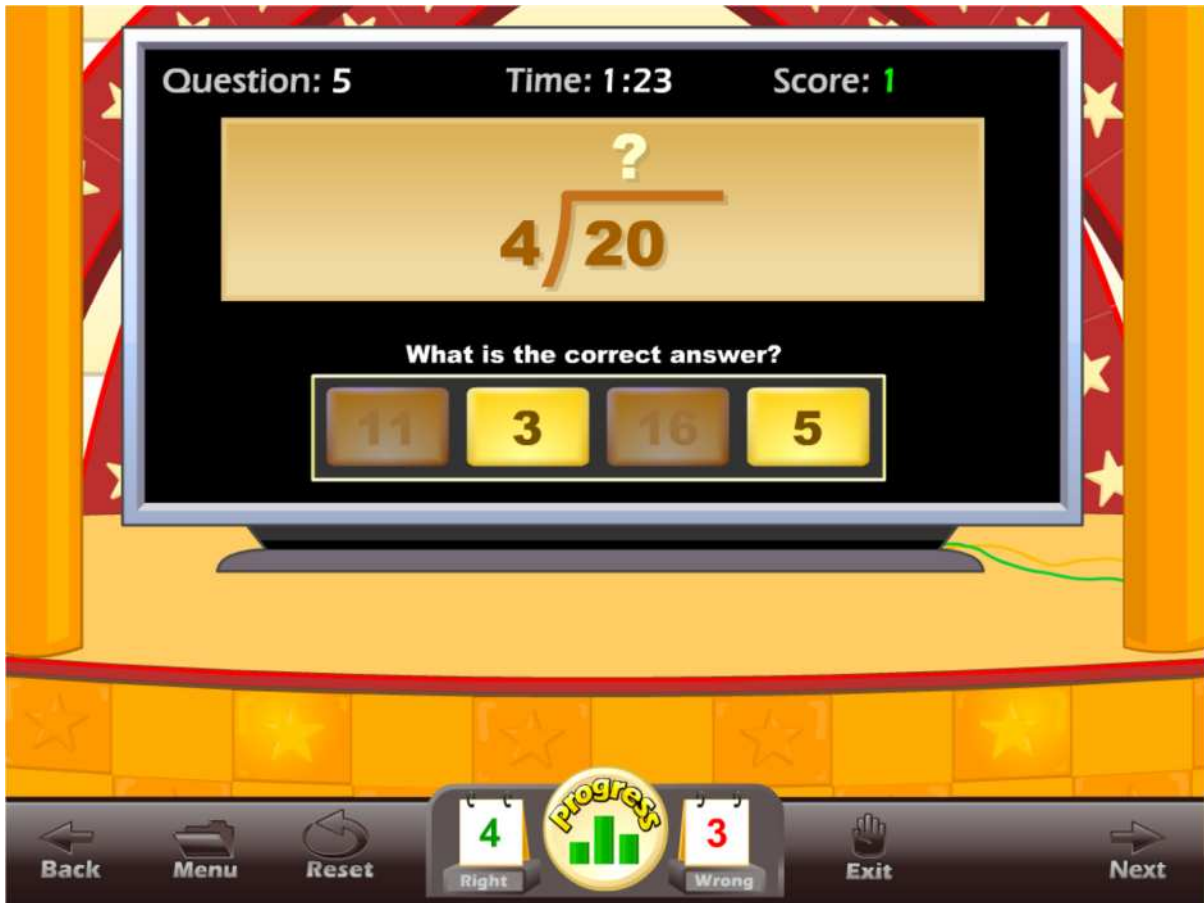 Question: 5 Time: 1:23 Score: 1
?
4 20
What is the correct answer?
11 3 16 5
progress
4 3
Right Wrong
Back Menu Reset Exit Next